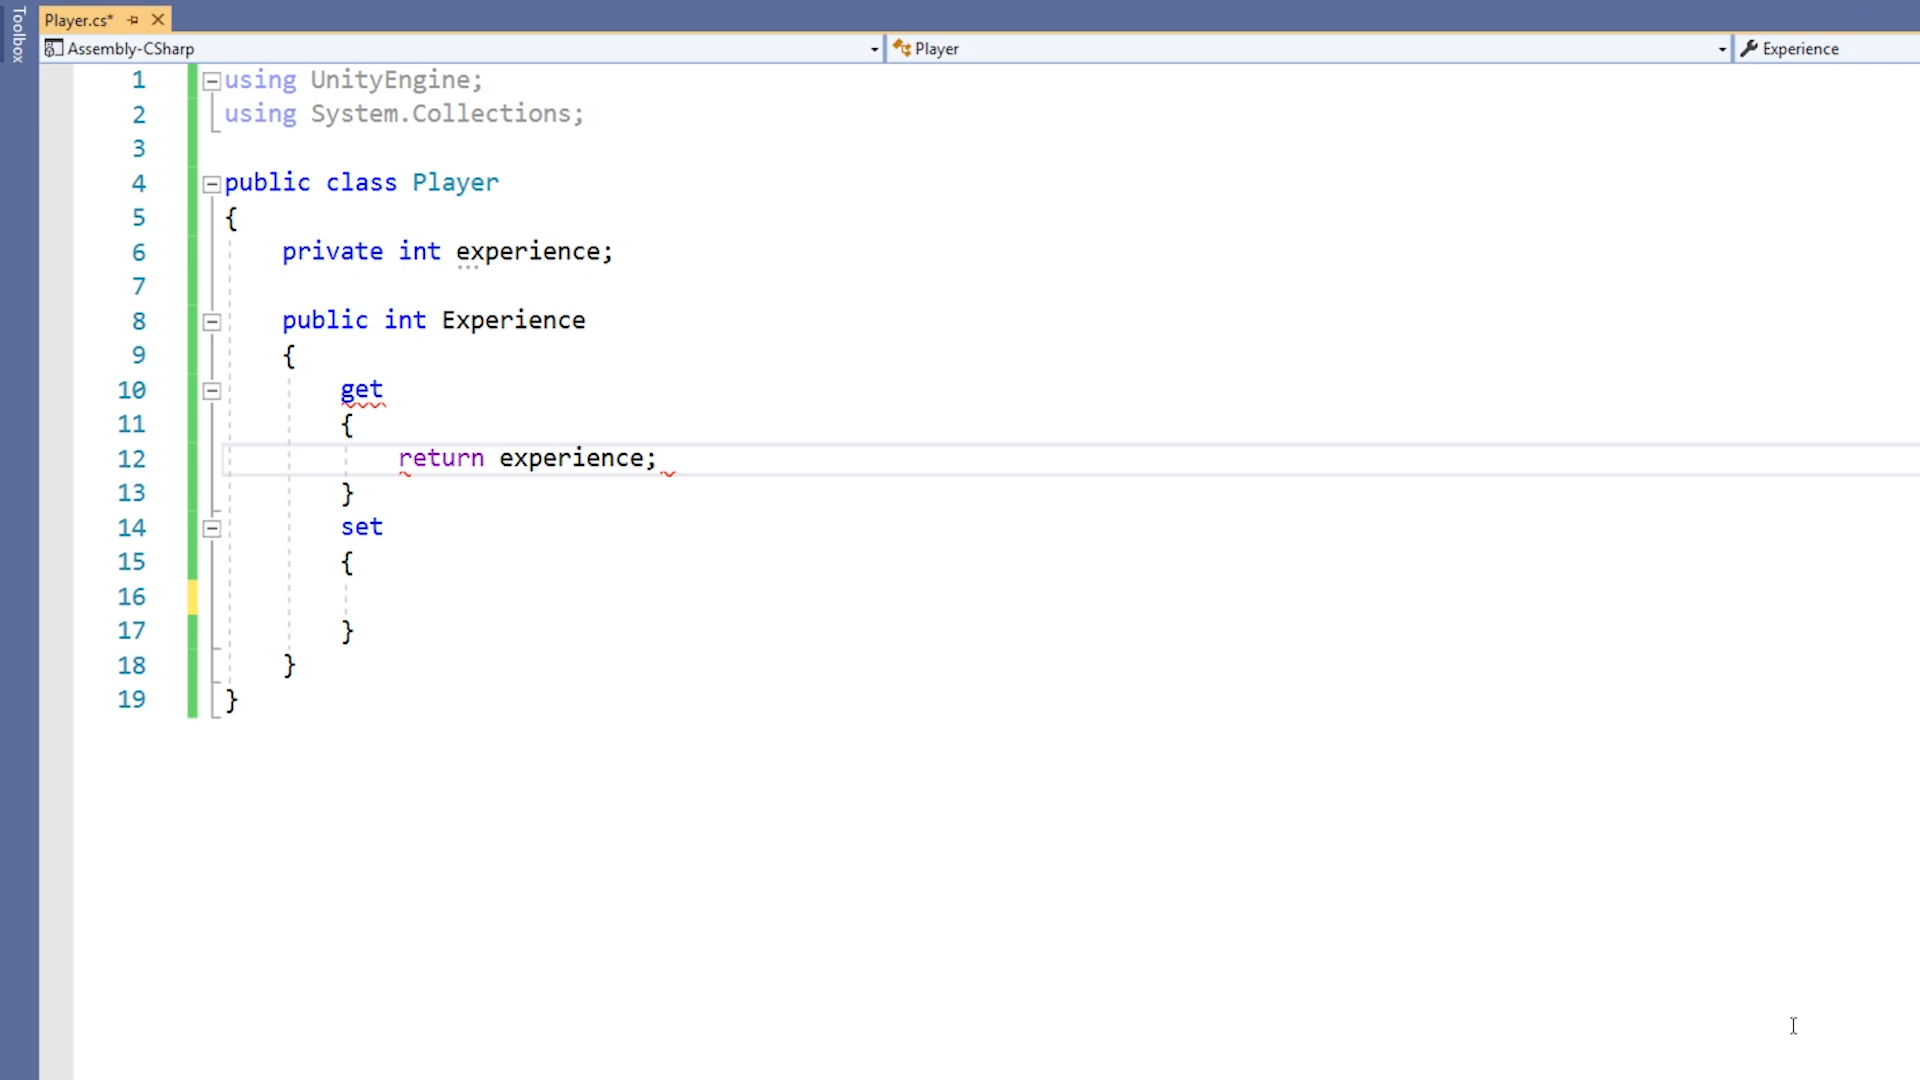 Toolbox
Player.cs*
Assembly-CSharp
Player
Experience
1 using UnityEngine;
2 using System.Collections;
3
4 public class Player
5 {
6 private int experience;
7
8 public int Experience
9 {
10 get
11 {
12 return experience;
13 }
14 set
15 {
16
17 }
18 }
19 }